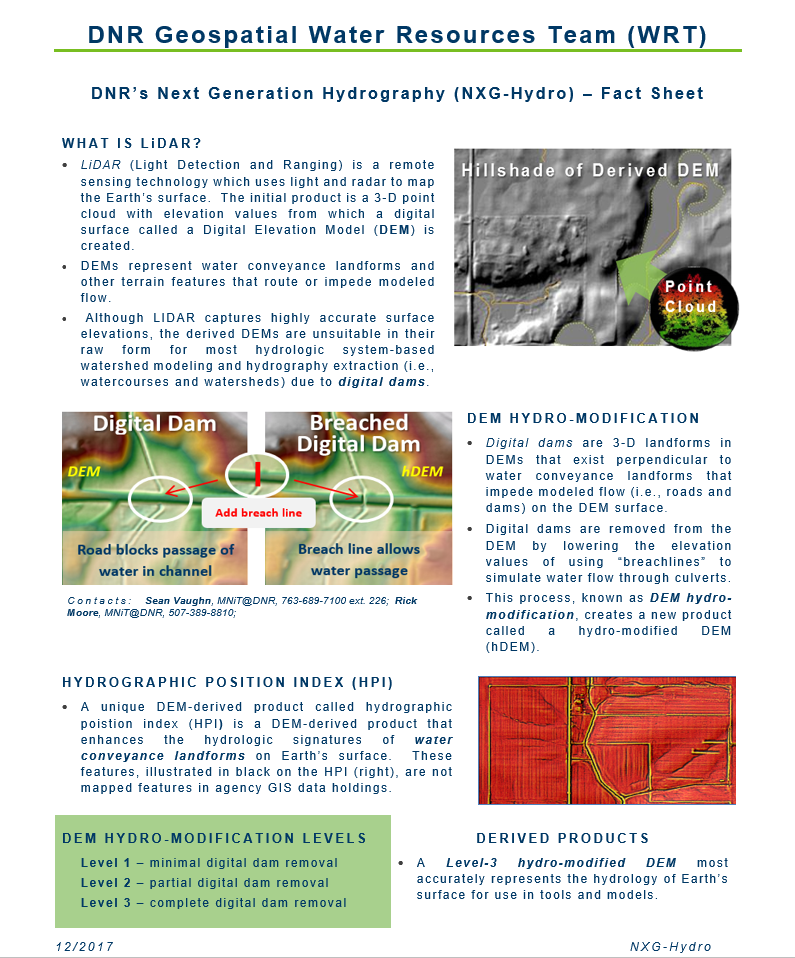 DNR Geospatial Water Resources Team (WRT)
DNR's Next Generation Hydrography (NXG-Hydro) – Fact Sheet
WHAT IS LiDAR?
• LiDAR (Light Detection and Ranging) is a remote
sensing technology which uses light and radar to map
the Earth's surface. The initial product is a 3-D point
cloud with elevation values from which a digital
surface called a Digital Elevation Model (DEM) is
created.
• DEMs represent water conveyance landforms and
other terrain features that route or impede modeled
flow.
• Although LIDAR captures highly accurate surface
elevations, the derived DEMs are unsuitable in their
raw form for most hydrologic system-based
watershed modeling and hydrography extraction (i.e.,
watercourses and watersheds) due to digital dams.
Hillshade of Derived DEM
Point
Cloud
Digital Dam
DEM
Road blocks passage of
water in channel
Add breach line
Breached
Digital Dam
hDEM
Breach line allows
water passage
Contacts: Sean Vaughn, MNiT@DNR, 763-689-7100 ext. 226; Rick
Moore, MNiT@DNR, 507-389-8810;
DEM HYDRO-MODIFICATION
• Digital dams are 3-D landforms in
DEMs that exist perpendicular to
water conveyance landforms that
impede modeled flow (i.e., roads and
dams) on the DEM surface.
• Digital dams are removed from the
DEM by lowering the elevation
values of using “breachlines” to
simulate water flow through culverts.
• This process, known as DEM hydro-
modification, creates a new product
called a hydro-modified DEM
(hDEM).
HYDROGRAPHIC POSITION INDEX (HPI)
• A unique DEM-derived product called hydrographic
poistion index (HPI) is a DEM-derived product that
enhances the hydrologic signatures of water
conveyance landforms on Earth's surface. These
features, illustrated in black on the HPI (right), are not
mapped features in agency GIS data holdings.
DEM HYDRO-MODIFICATION LEVELS
Level 1 – minimal digital dam removal
Level 2 – partial digital dam removal
Level 3 – complete digital dam removal
DERIVED PRODUCTS
• A Level-3 hydro-modified DEM most
accurately represents the hydrology of Earth's
surface for use in tools and models.
12/2017
NXG-Hydro